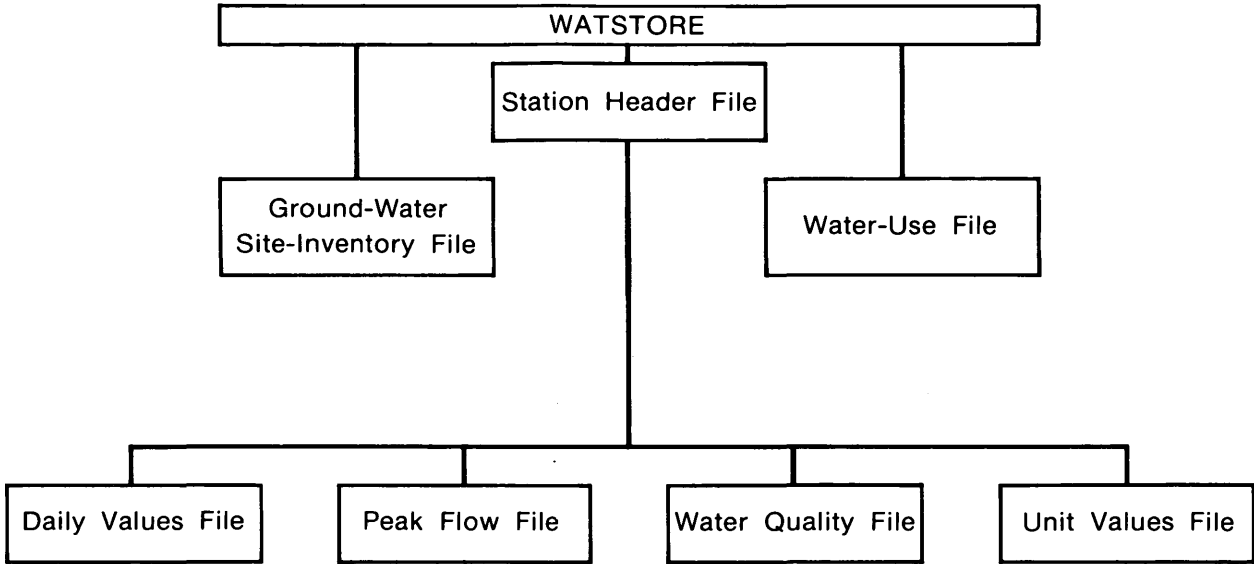 WATSTORE
Station Header File
Ground-Water
Site-Inventory File
Water-Use File
Daily Values File
Peak Flow File
Water Quality File
Unit Values File